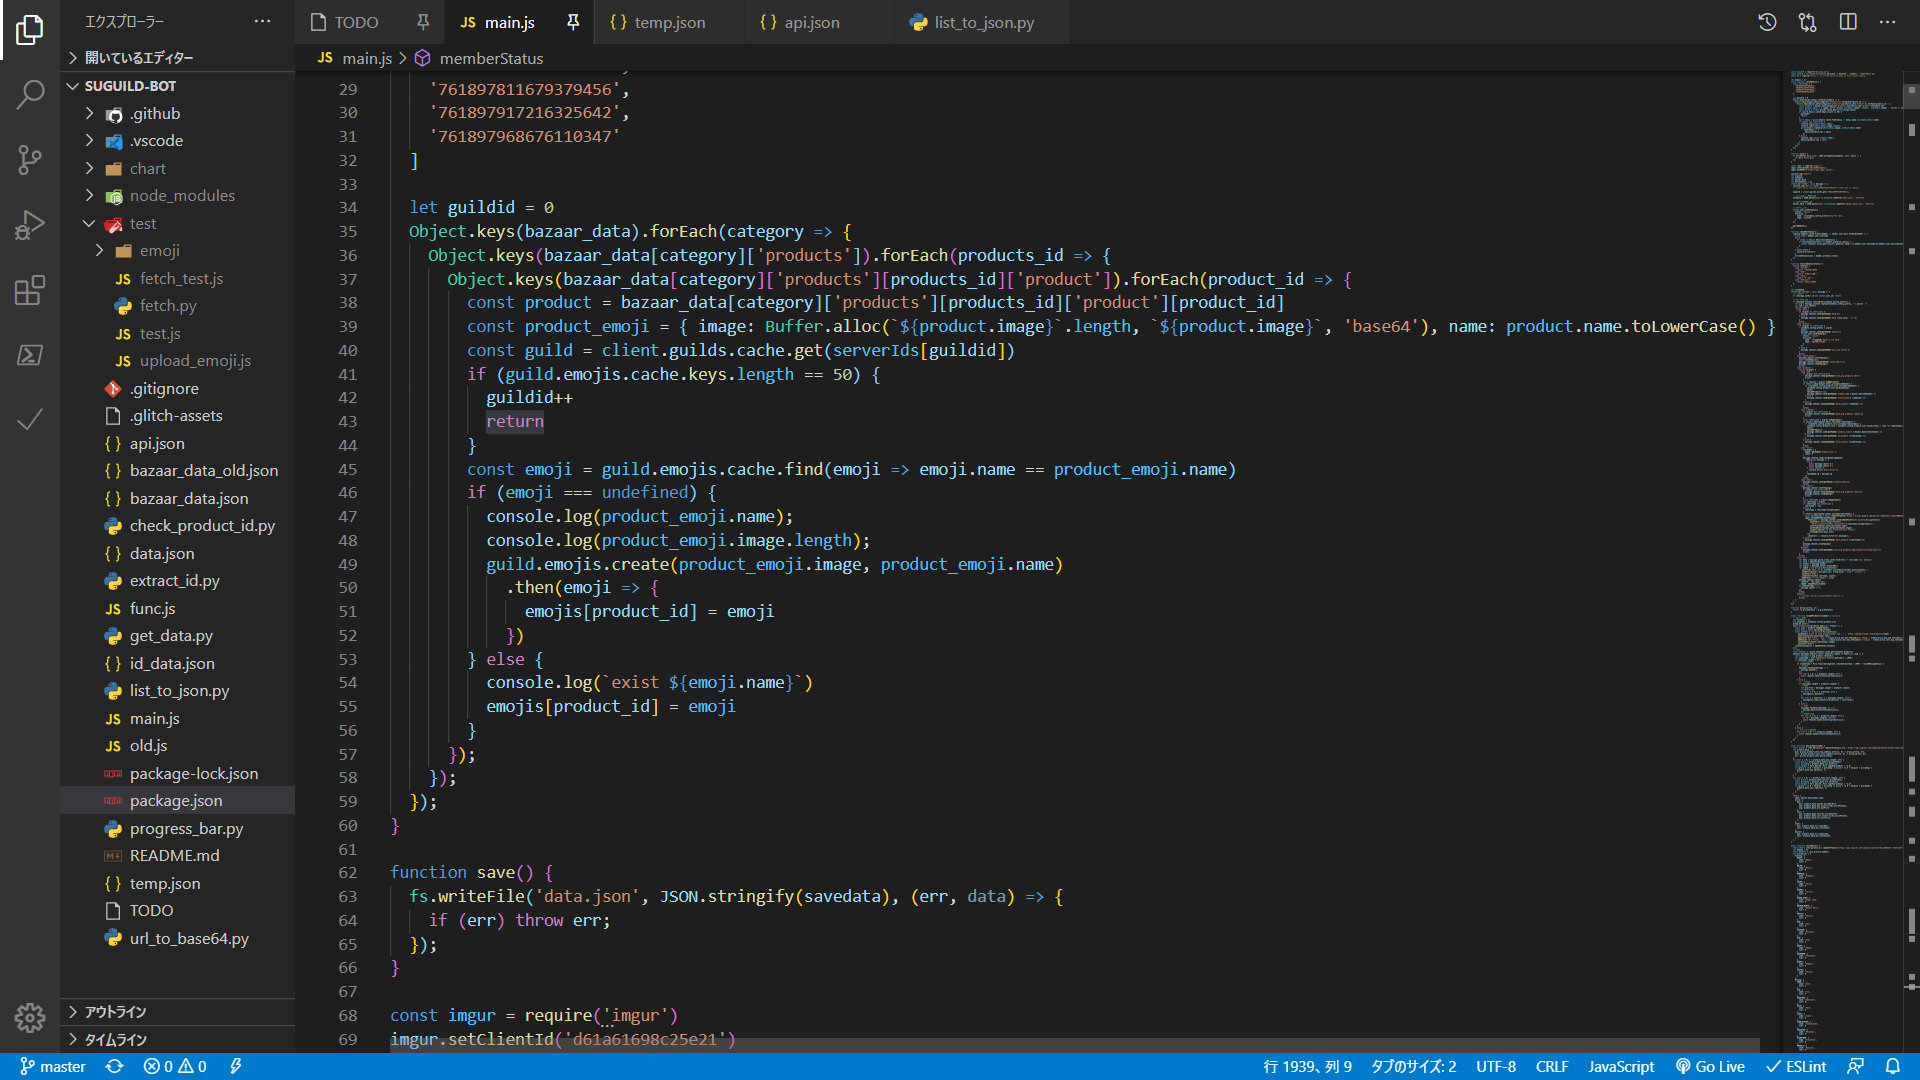 エクスプローラー
TODO
main.js
temp.json
api.json
list_to_json.py
開いているエディター
main.js > memberStatus
SUGUILD-BOT
.github
.vscode
chart
node_modules
test
emoji
fetch_test.js
fetch.py
test.js
upload_emoji.js
.gitignore
.glitch-assets
api.json
bazaar_data_old.json
bazaar_data.json
check_product_id.py
data.json
extract_id.py
func.js
get_data.py
id_data.json
list_to_json.py
main.js
old.js
package-lock.json
package.json
progress_bar.py
README.md
temp.json
TODO
url_to_base64.py
アウトライン
タイムライン
29 '761897811679379456',
30 '761897917216325642',
31 '761897968676110347'
32 ]
33
34 let guildid = 0
35 Object.keys(bazaar_data).forEach(category => {
36 Object.keys(bazaar_data[category]['products']).forEach(products_id => {
37 Object.keys(bazaar_data[category]['products'][products_id]['product']).forEach(product_id => {
38 const product = bazaar_data[category]['products'][products_id]['product'][product_id]
39 const product_emoji = { image: Buffer.alloc(`${product.image}`.length, `${product.image}`, 'base64'), name: product.name.toLowerCase() }
40 const guild = client.guilds.cache.get(serverIds[guildid])
41 if (guild.emojis.cache.keys.length == 50) {
42 guildid++
43 return
44 }
45 const emoji = guild.emojis.cache.find(emoji => emoji.name == product_emoji.name)
46 if (emoji === undefined) {
47 console.log(product_emoji.name);
48 console.log(product_emoji.image.length);
49 guild.emojis.create(product_emoji.image, product_emoji.name)
50 .then(emoji => {
51 emojis[product_id] = emoji
52 })
53 } else {
54 console.log(`exist ${emoji.name}`)
55 emojis[product_id] = emoji
56 }
57 });
58 });
59 });
60 }
61
62 function save() {
63 fs.writeFile('data.json', JSON.stringify(savedata), (err, data) => {
64 if (err) throw err;
65 });
66 }
67
68 const imgur = require('imgur')
69 imgur.setClientId('d61a61698c25e21')
master
0
0
行 1939、列 9
タブのサイズ: 2
UTF-8
CRLF
JavaScript
Go Live
ESLint